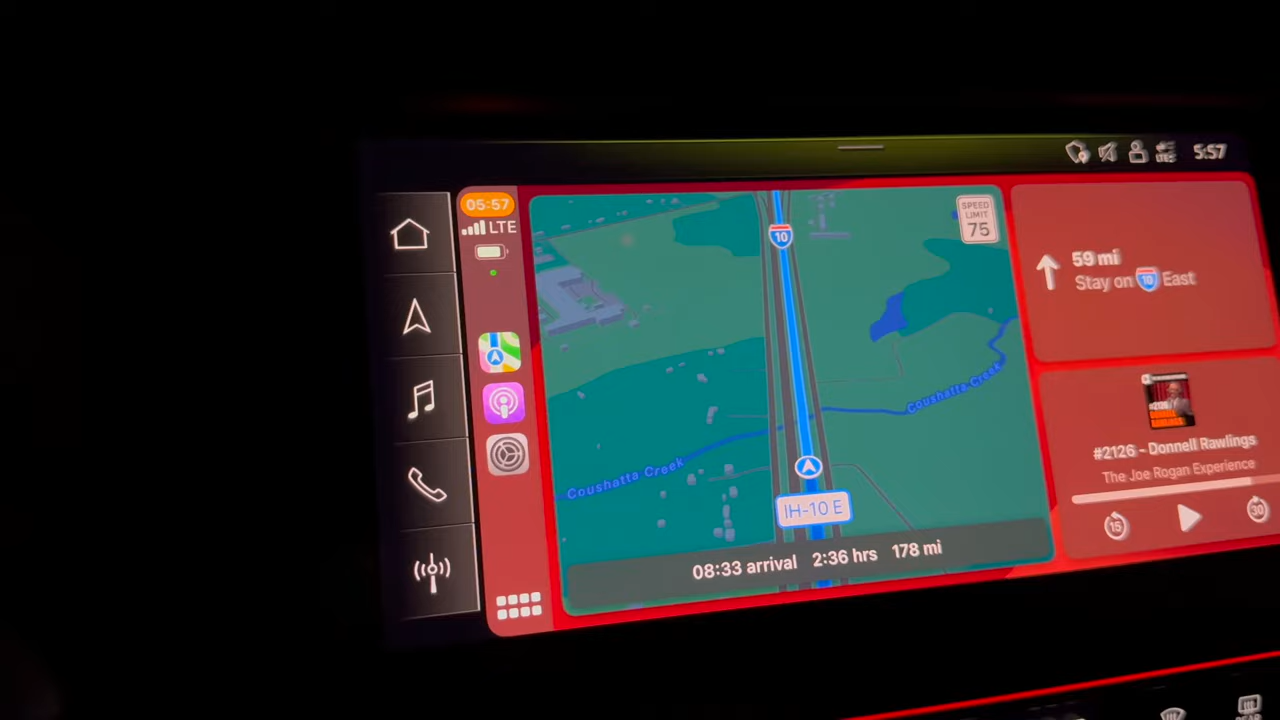 5:57
05:57
LTE
LTE
10
SPEED
LIMIT
75
59 mi
Stay on 10 East
Coushatta Creek
Coushatta Creek
IH-10 E
08:33 arrival 2:36 hrs 178 mi
#2126
#2126 - Donnell Rawlings
The Joe Rogan Experience
15
30